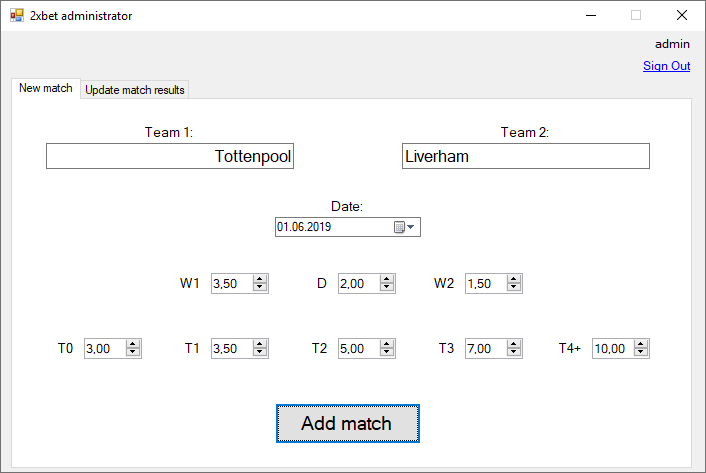 2xbet administrator
admin
Sign Out
New match Update match results
Team 1: Team 2:
Tottenpool Liverham
Date:
01.06.2019
W1 3,50 D 2,00 W2 1,50
T0 3,00 T1 3,50 T2 5,00 T3 7,00 T4+ 10,00
Add match